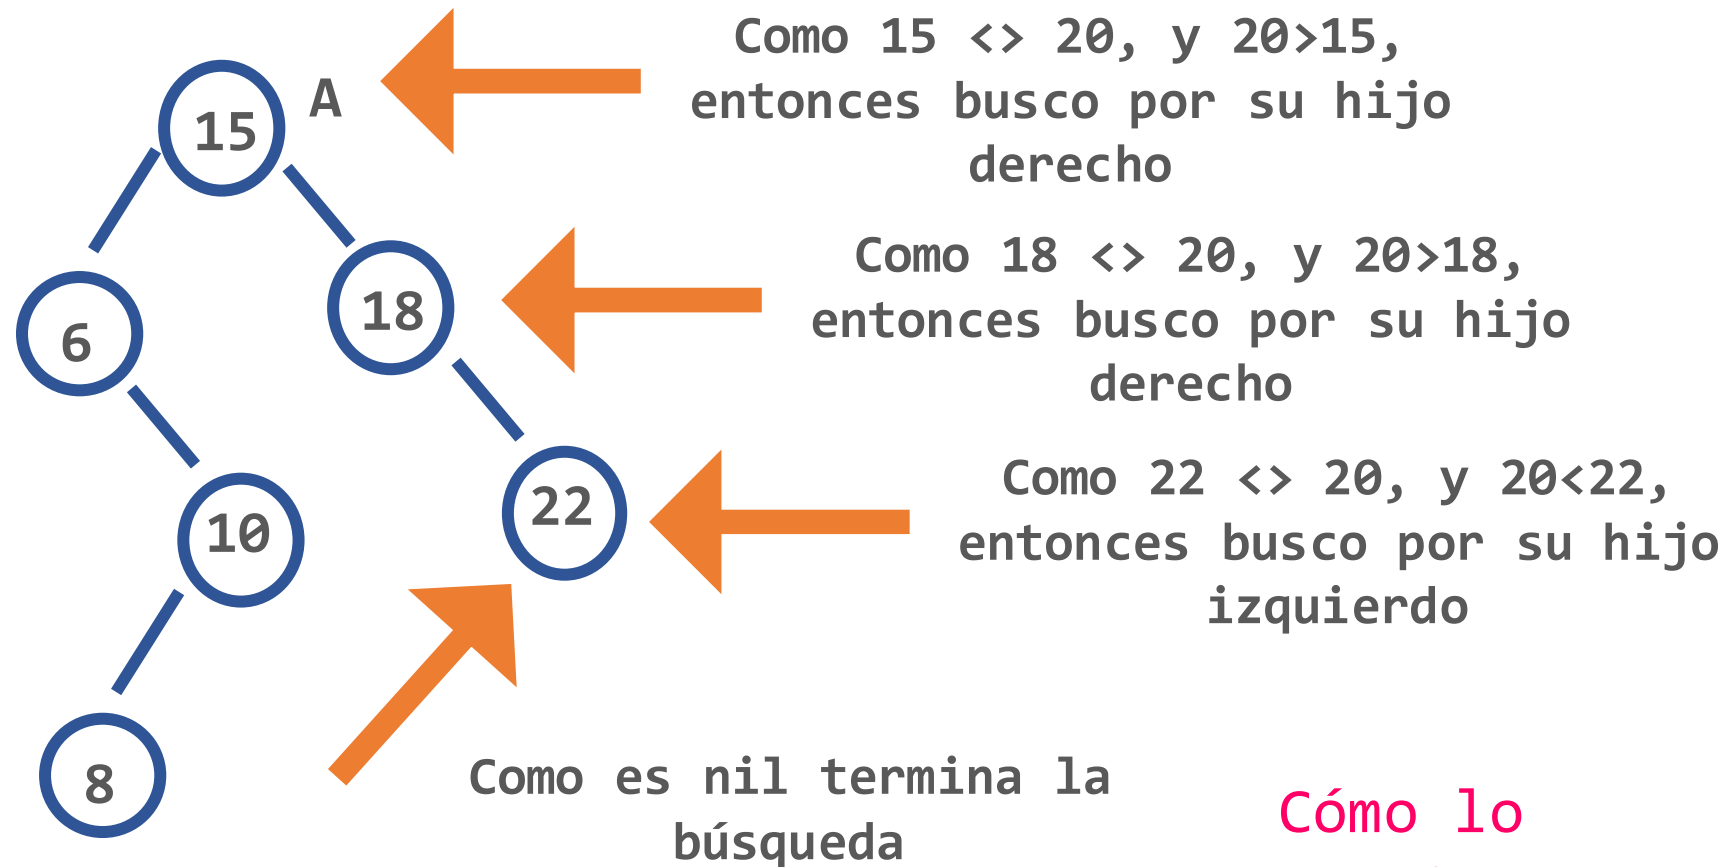 Como 15 <> 20, y 20>15,
entonces busco por su hijo
derecho
A
15
Como 18 <> 20, y 20>18,
entonces busco por su hijo
derecho
18
6
Como 22 <> 20, y 20<22,
entonces busco por su hijo
izquierdo
22
10
Como es nil termina la
búsqueda
8
Cómo lo